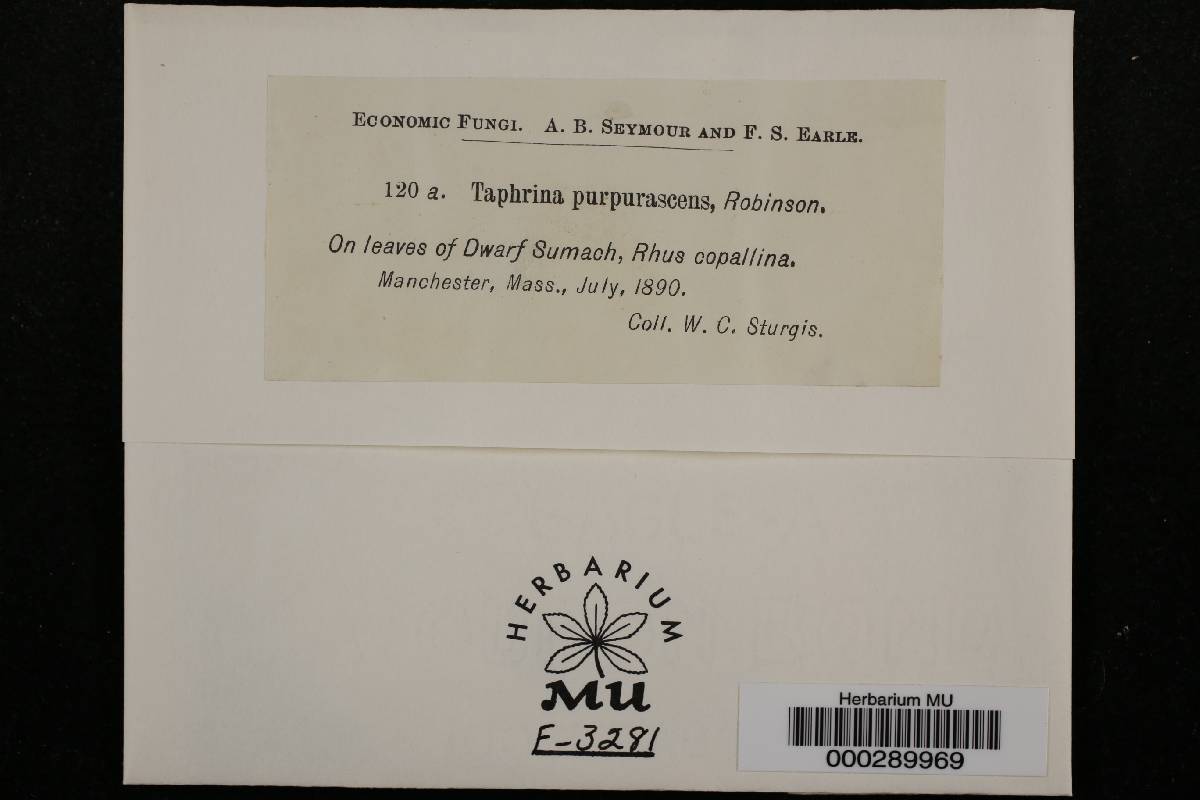 ECONOMIC FUNGI. A. B. SEYMOUR AND F. S. EARLE.
120 a. Taphrina purpurascens, Robinson.
On leaves of Dwarf Sumach, Rhus copallina.
Manchester, Mass., July, 1890.
Coll. W. C. Sturgis.
HERBARIUM
MU
F-3281
Herbarium MU
000289969